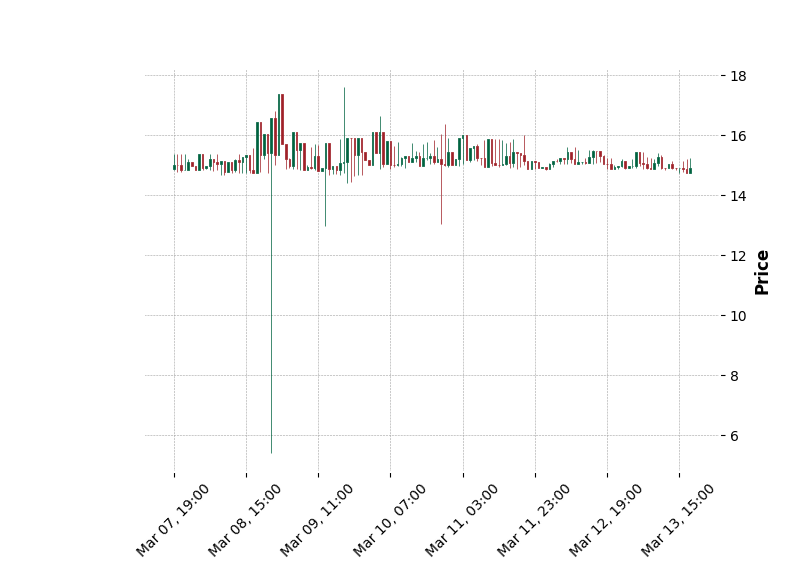 18
16
14
12
10
8
6
Price
Mar 07, 19:00
Mar 08, 15:00
Mar 09, 11:00
Mar 10, 07:00
Mar 11, 03:00
Mar 11, 23:00
Mar 12, 19:00
Mar 13, 15:00